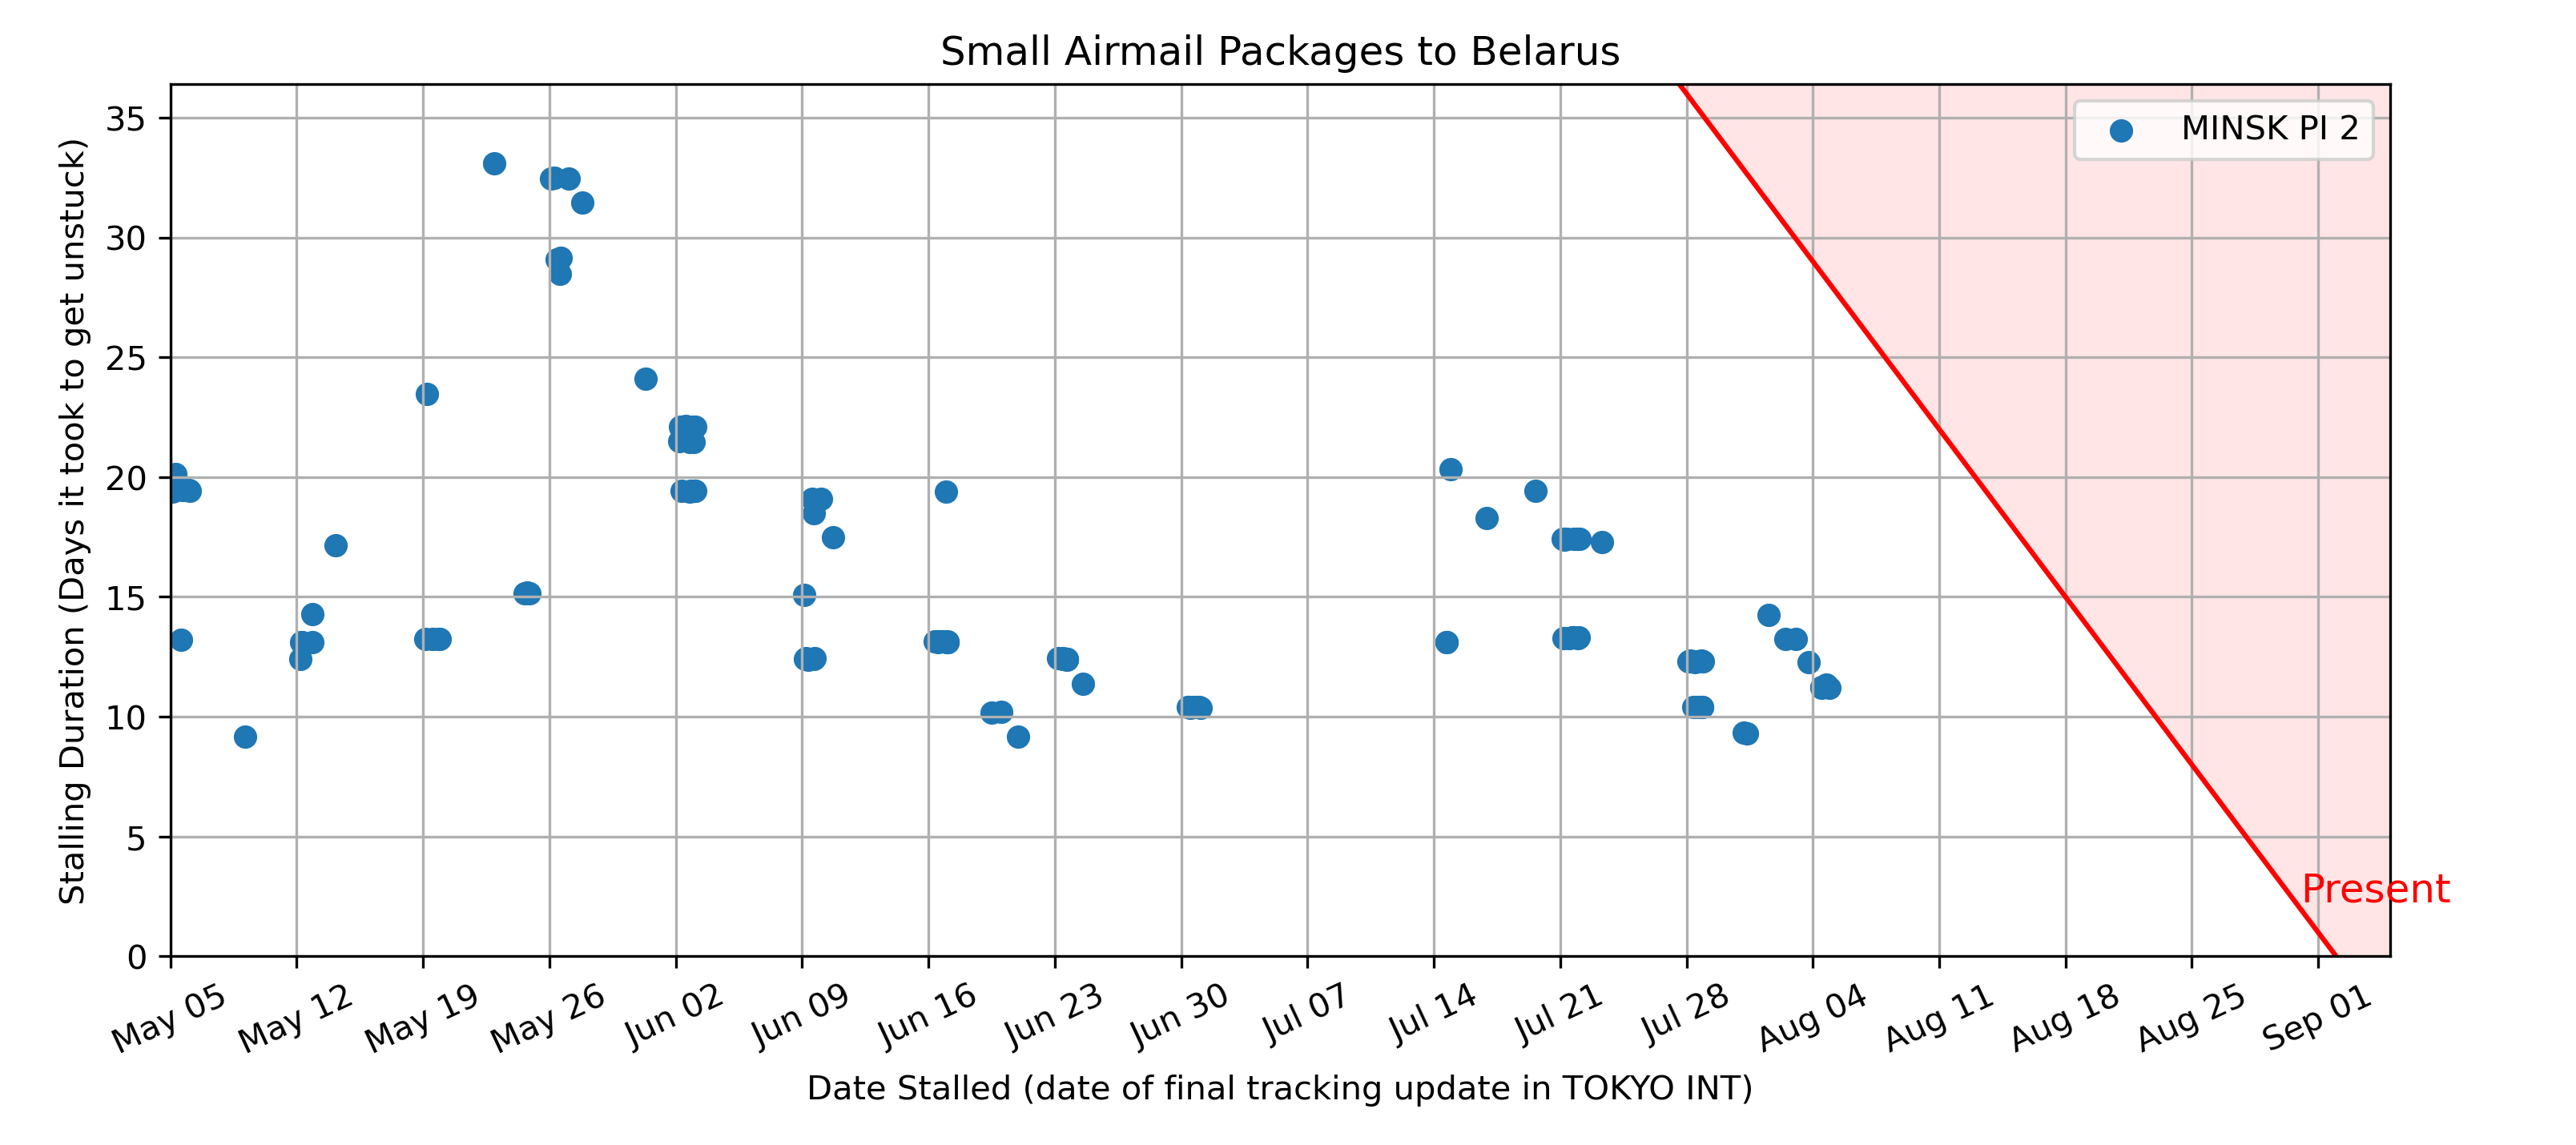 Small Airmail Packages to Belarus
MINSK PI 2
Stalling Duration (Days it took to get unstuck)
35
30
25
20
15
10
5
0
Present
May 05
May 12
May 19
May 26
Jun 02
Jun 09
Jun 16
Jun 23
Jun 30
Jul 07
Jul 14
Jul 21
Jul 28
Aug 04
Aug 11
Aug 18
Aug 25
Sep 01
Date Stalled (date of final tracking update in TOKYO INT)